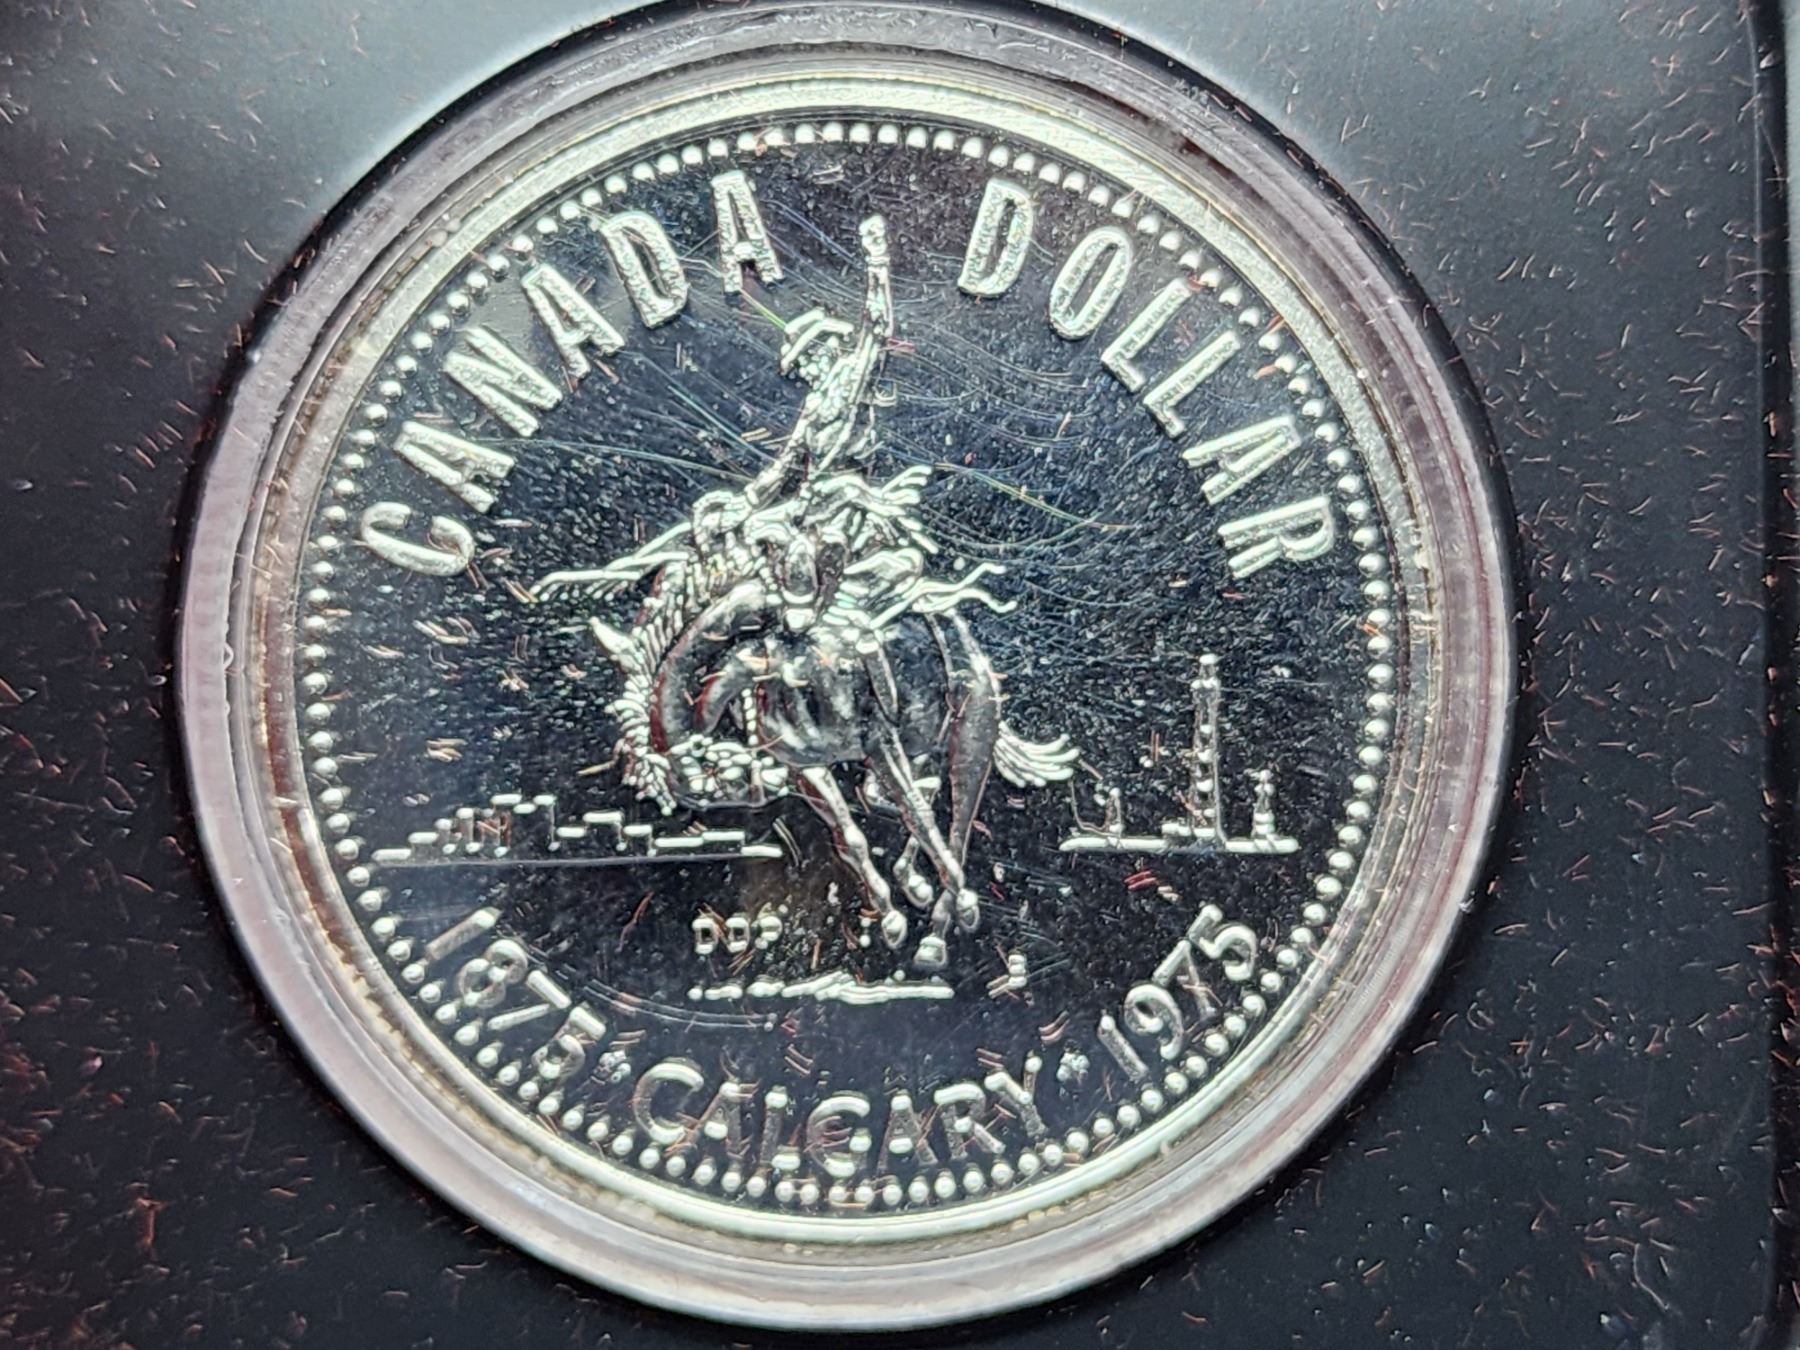 CANADA DOLLAR
DDP
1875 · CALGARY · 1975